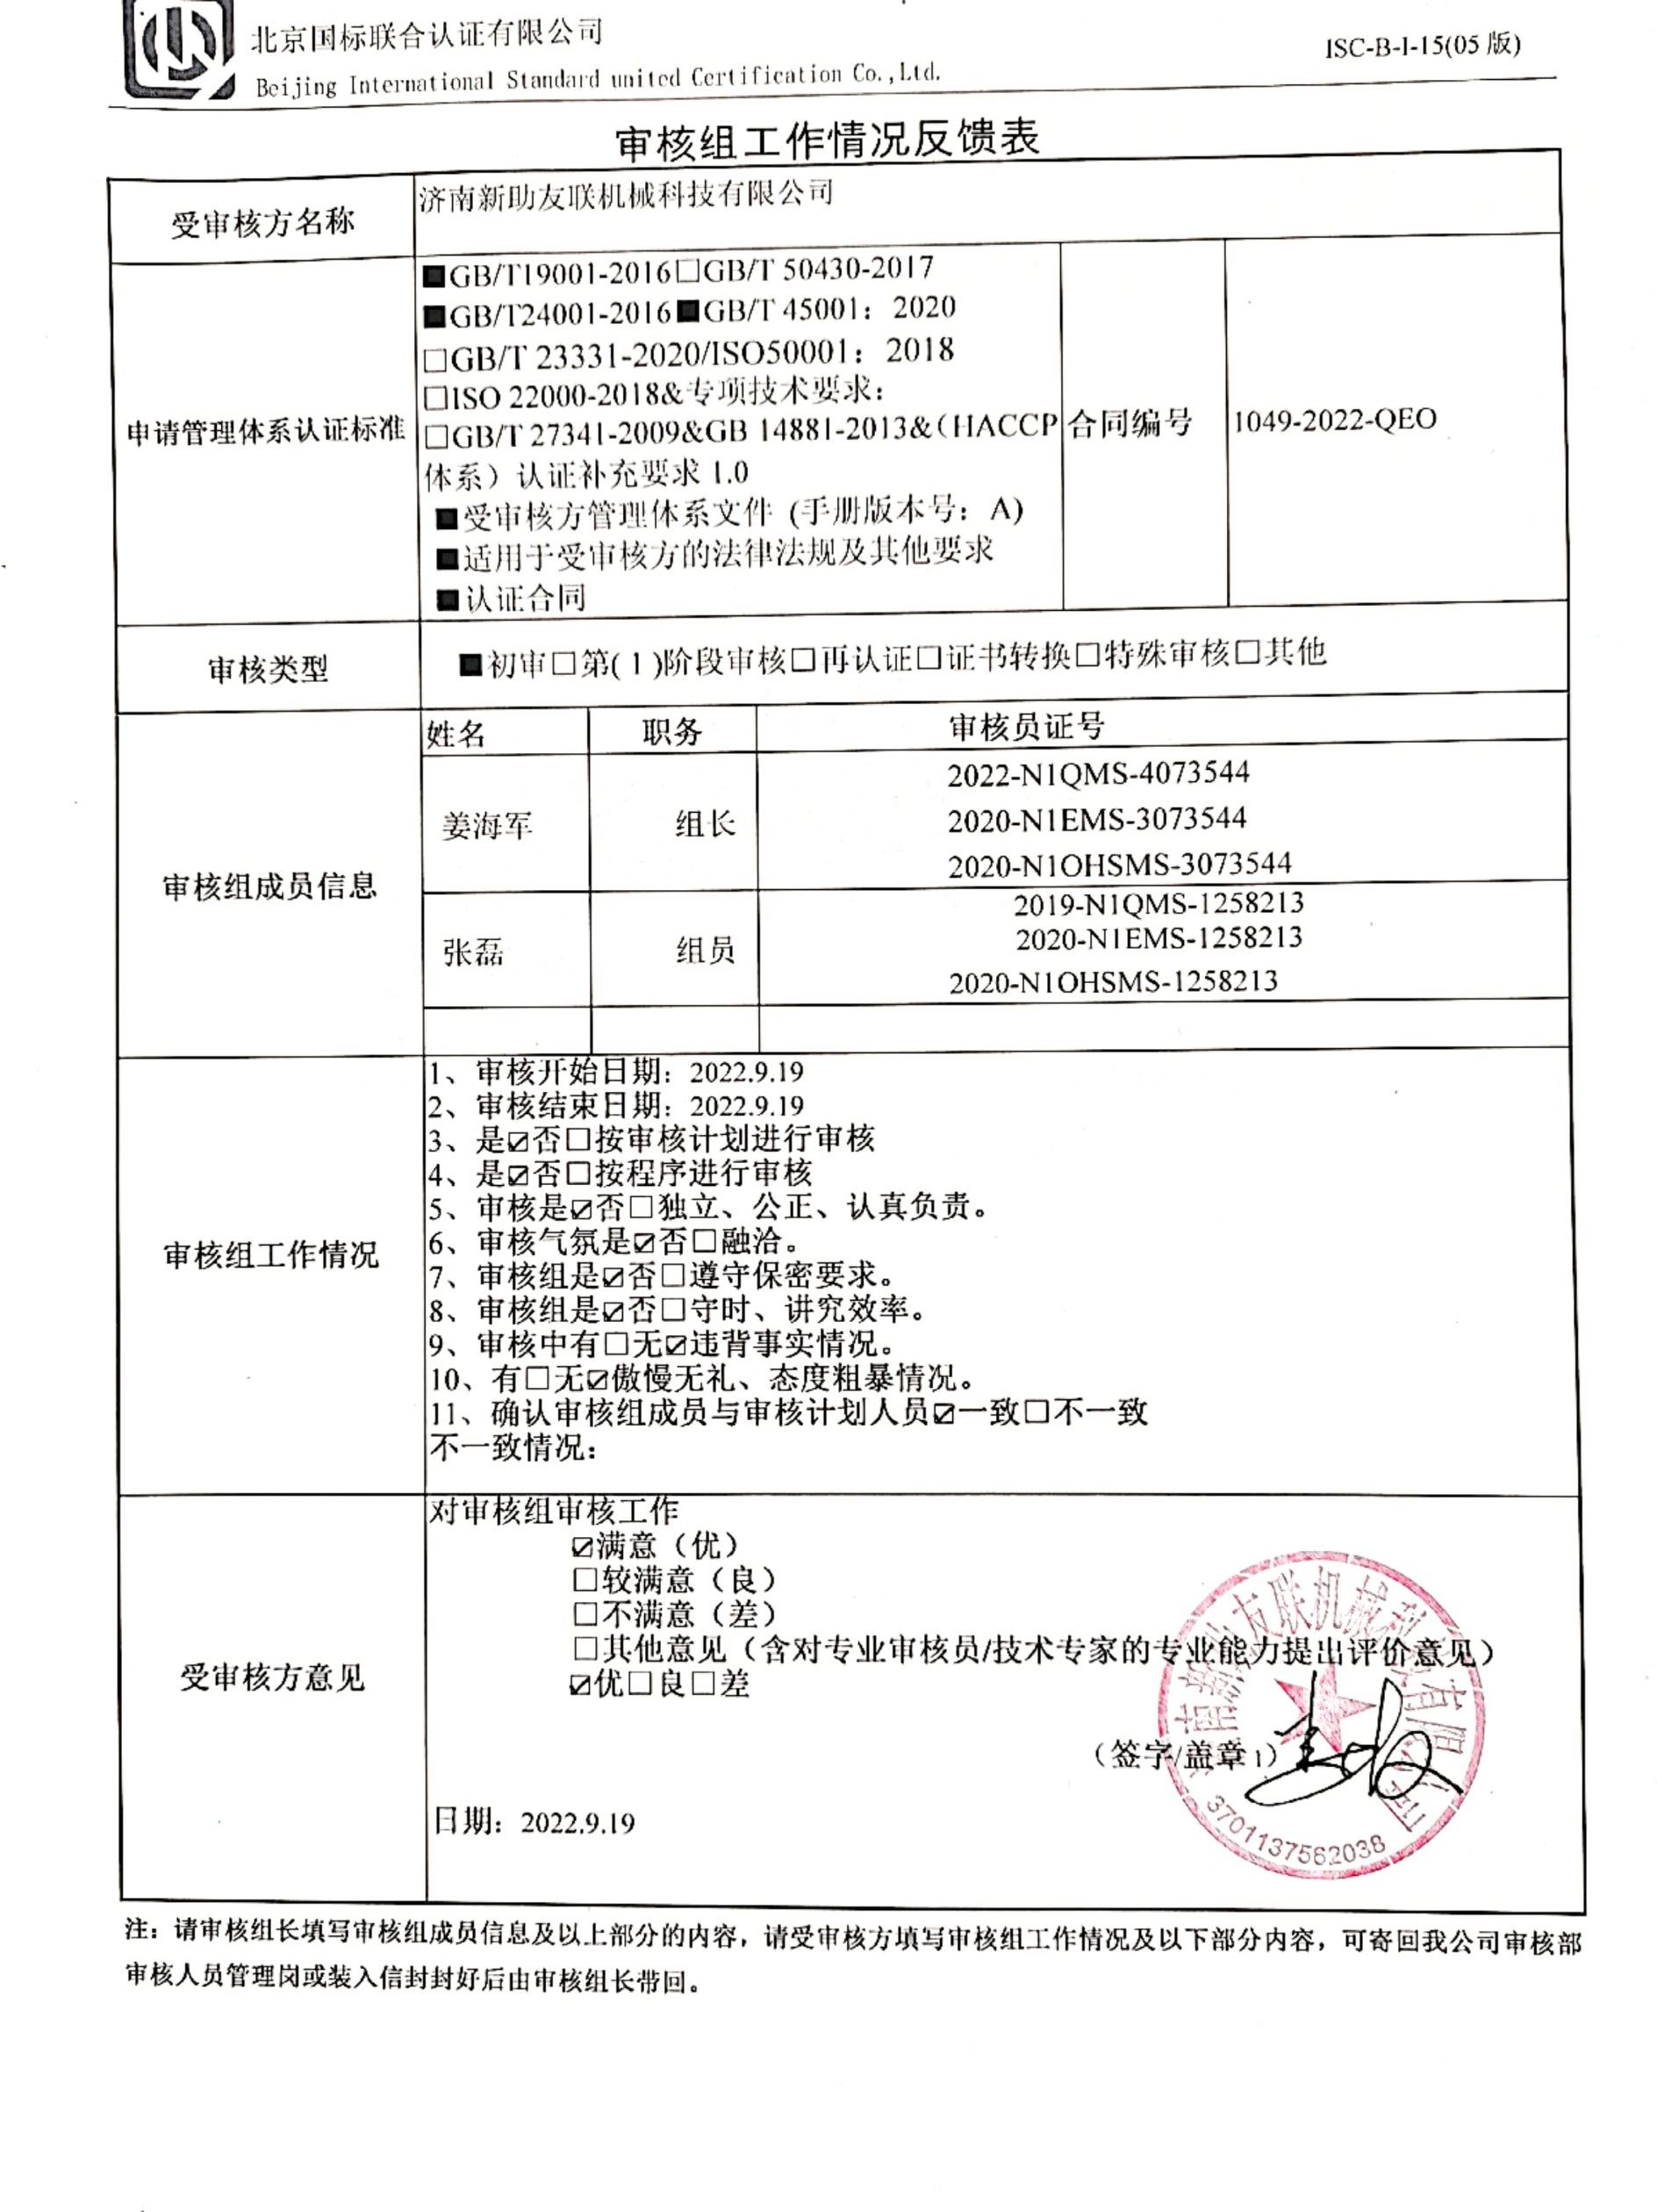 北京国标联合认证有限公司
ISC-B-I-15(05 版)
Beijing International Standard united Certification Co.,Ltd.
审核组工作情况反馈表
受审核方名称
济南新助友联机械科技有限公司
申请管理体系认证标准
■GB/T19001-2016□GB/T 50430-2017
■GB/T24001-2016■GB/T 45001：2020
□GB/T 23331-2020/ISO50001：2018
□ISO 22000-2018&专项技术要求：
□GB/T 27341-2009&GB 14881-2013&（HACCP
体系）认证补充要求 1.0
■受审核方管理体系文件 (手册版本号：A)
■适用于受审核方的法律法规及其他要求
■认证合同
合同编号
1049-2022-QEO
审核类型
■初审□第( 1 )阶段审核□再认证□证书转换□特殊审核□其他
审核组成员信息
姓名 职务 审核员证号
姜海军 组长
2022-N1QMS-4073544
2020-N1EMS-3073544
2020-N1OHSMS-3073544
张磊 组员
2019-N1QMS-1258213
2020-N1EMS-1258213
2020-N1OHSMS-1258213
审核组工作情况
1、审核开始日期：2022.9.19
2、审核结束日期：2022.9.19
3、是☑否□按审核计划进行审核
4、是☑否□按程序进行审核
5、审核是☑否□独立、公正、认真负责。
6、审核气氛是☑否□融洽。
7、审核组是☑否□遵守保密要求。
8、审核组是☑否□守时、讲究效率。
9、审核中有□无☑违背事实情况。
10、有□无☑傲慢无礼、态度粗暴情况。
11、确认审核组成员与审核计划人员☑一致□不一致
不一致情况：
受审核方意见
对审核组审核工作
☑满意（优）
□较满意（良）
□不满意（差）
□其他意见（含对专业审核员/技术专家的专业能力提出评价意见）
☑优□良□差
（签字/盖章）
日期：2022.9.19
3701137562038
注：请审核组长填写审核组成员信息及以上部分的内容，请受审核方填写审核组工作情况及以下部分内容，可寄回我公司审核部
审核人员管理岗或装入信封封好后由审核组长带回。